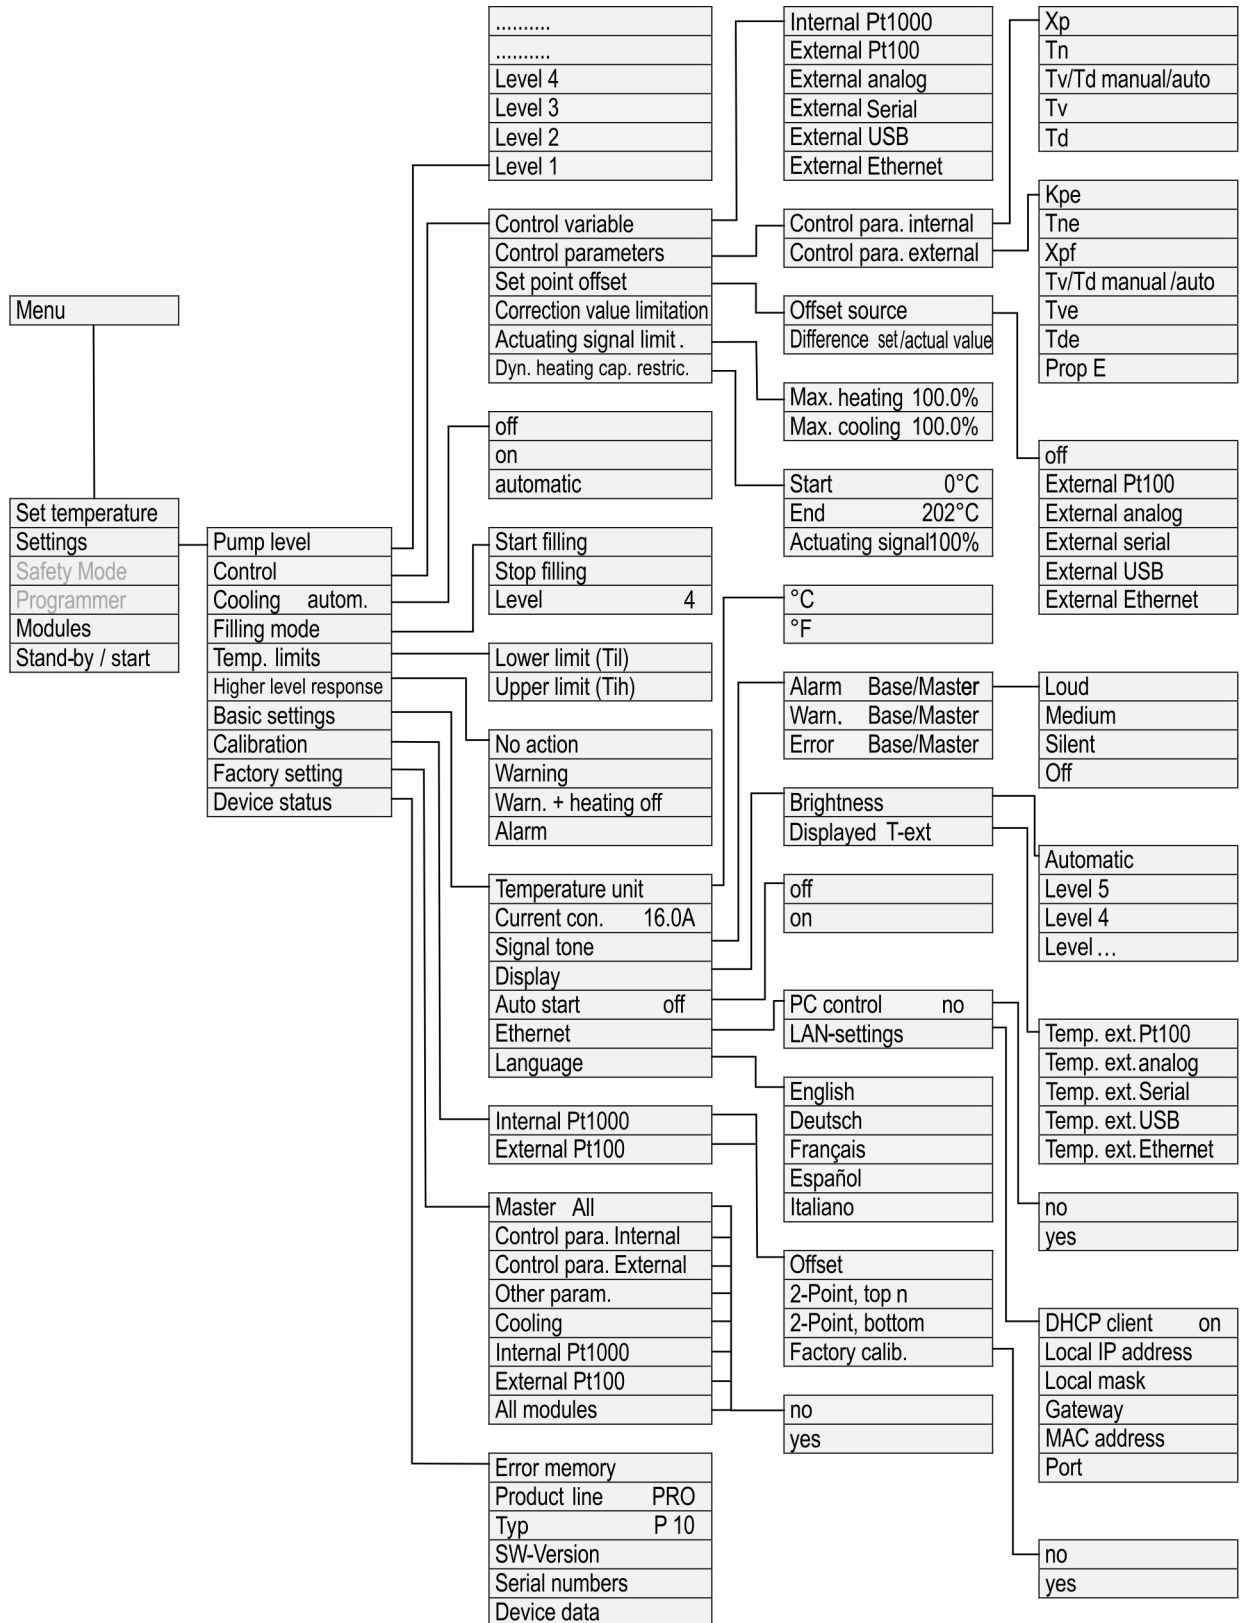 Menu
Set temperature
Settings
Safety Mode
Programmer
Modules
Stand-by / start
Pump level
Control
Cooling autom.
Filling mode
Temp. limits
Higher level response
Basic settings
Calibration
Factory setting
Device status
..........
..........
Level 4
Level 3
Level 2
Level 1
Control variable
Control parameters
Set point offset
Correction value limitation
Actuating signal limit.
Dyn. heating cap. restric.
off
on
automatic
Start filling
Stop filling
Level 4
Lower limit (Til)
Upper limit (Tih)
No action
Warning
Warn. + heating off
Alarm
Temperature unit
Current con. 16.0A
Signal tone
Display
Auto start off
Ethernet
Language
Internal Pt1000
External Pt100
Master All
Control para. Internal
Control para. External
Other param.
Cooling
Internal Pt1000
External Pt100
All modules
Error memory
Product line PRO
Typ P 10
SW-Version
Serial numbers
Device data
Internal Pt1000
External Pt100
External analog
External Serial
External USB
External Ethernet
Control para. internal
Control para. external
Offset source
Difference set/actual value
Max. heating 100.0%
Max. cooling 100.0%
Start 0°C
End 202°C
Actuating signal100%
°C
°F
Alarm Base/Master
Warn. Base/Master
Error Base/Master
Brightness
Displayed T-ext
off
on
PC control no
LAN-settings
English
Deutsch
Français
Español
Italiano
Offset
2-Point, top n
2-Point, bottom
Factory calib.
no
yes
Xp
Tn
Tv/Td manual/auto
Tv
Td
Kpe
Tne
Xpf
Tv/Td manual /auto
Tve
Tde
Prop E
off
External Pt100
External analog
External serial
External USB
External Ethernet
Loud
Medium
Silent
Off
Automatic
Level 5
Level 4
Level ...
Temp. ext. Pt100
Temp. ext. analog
Temp. ext. Serial
Temp. ext. USB
Temp. ext. Ethernet
no
yes
DHCP client on
Local IP address
Local mask
Gateway
MAC address
Port
no
yes